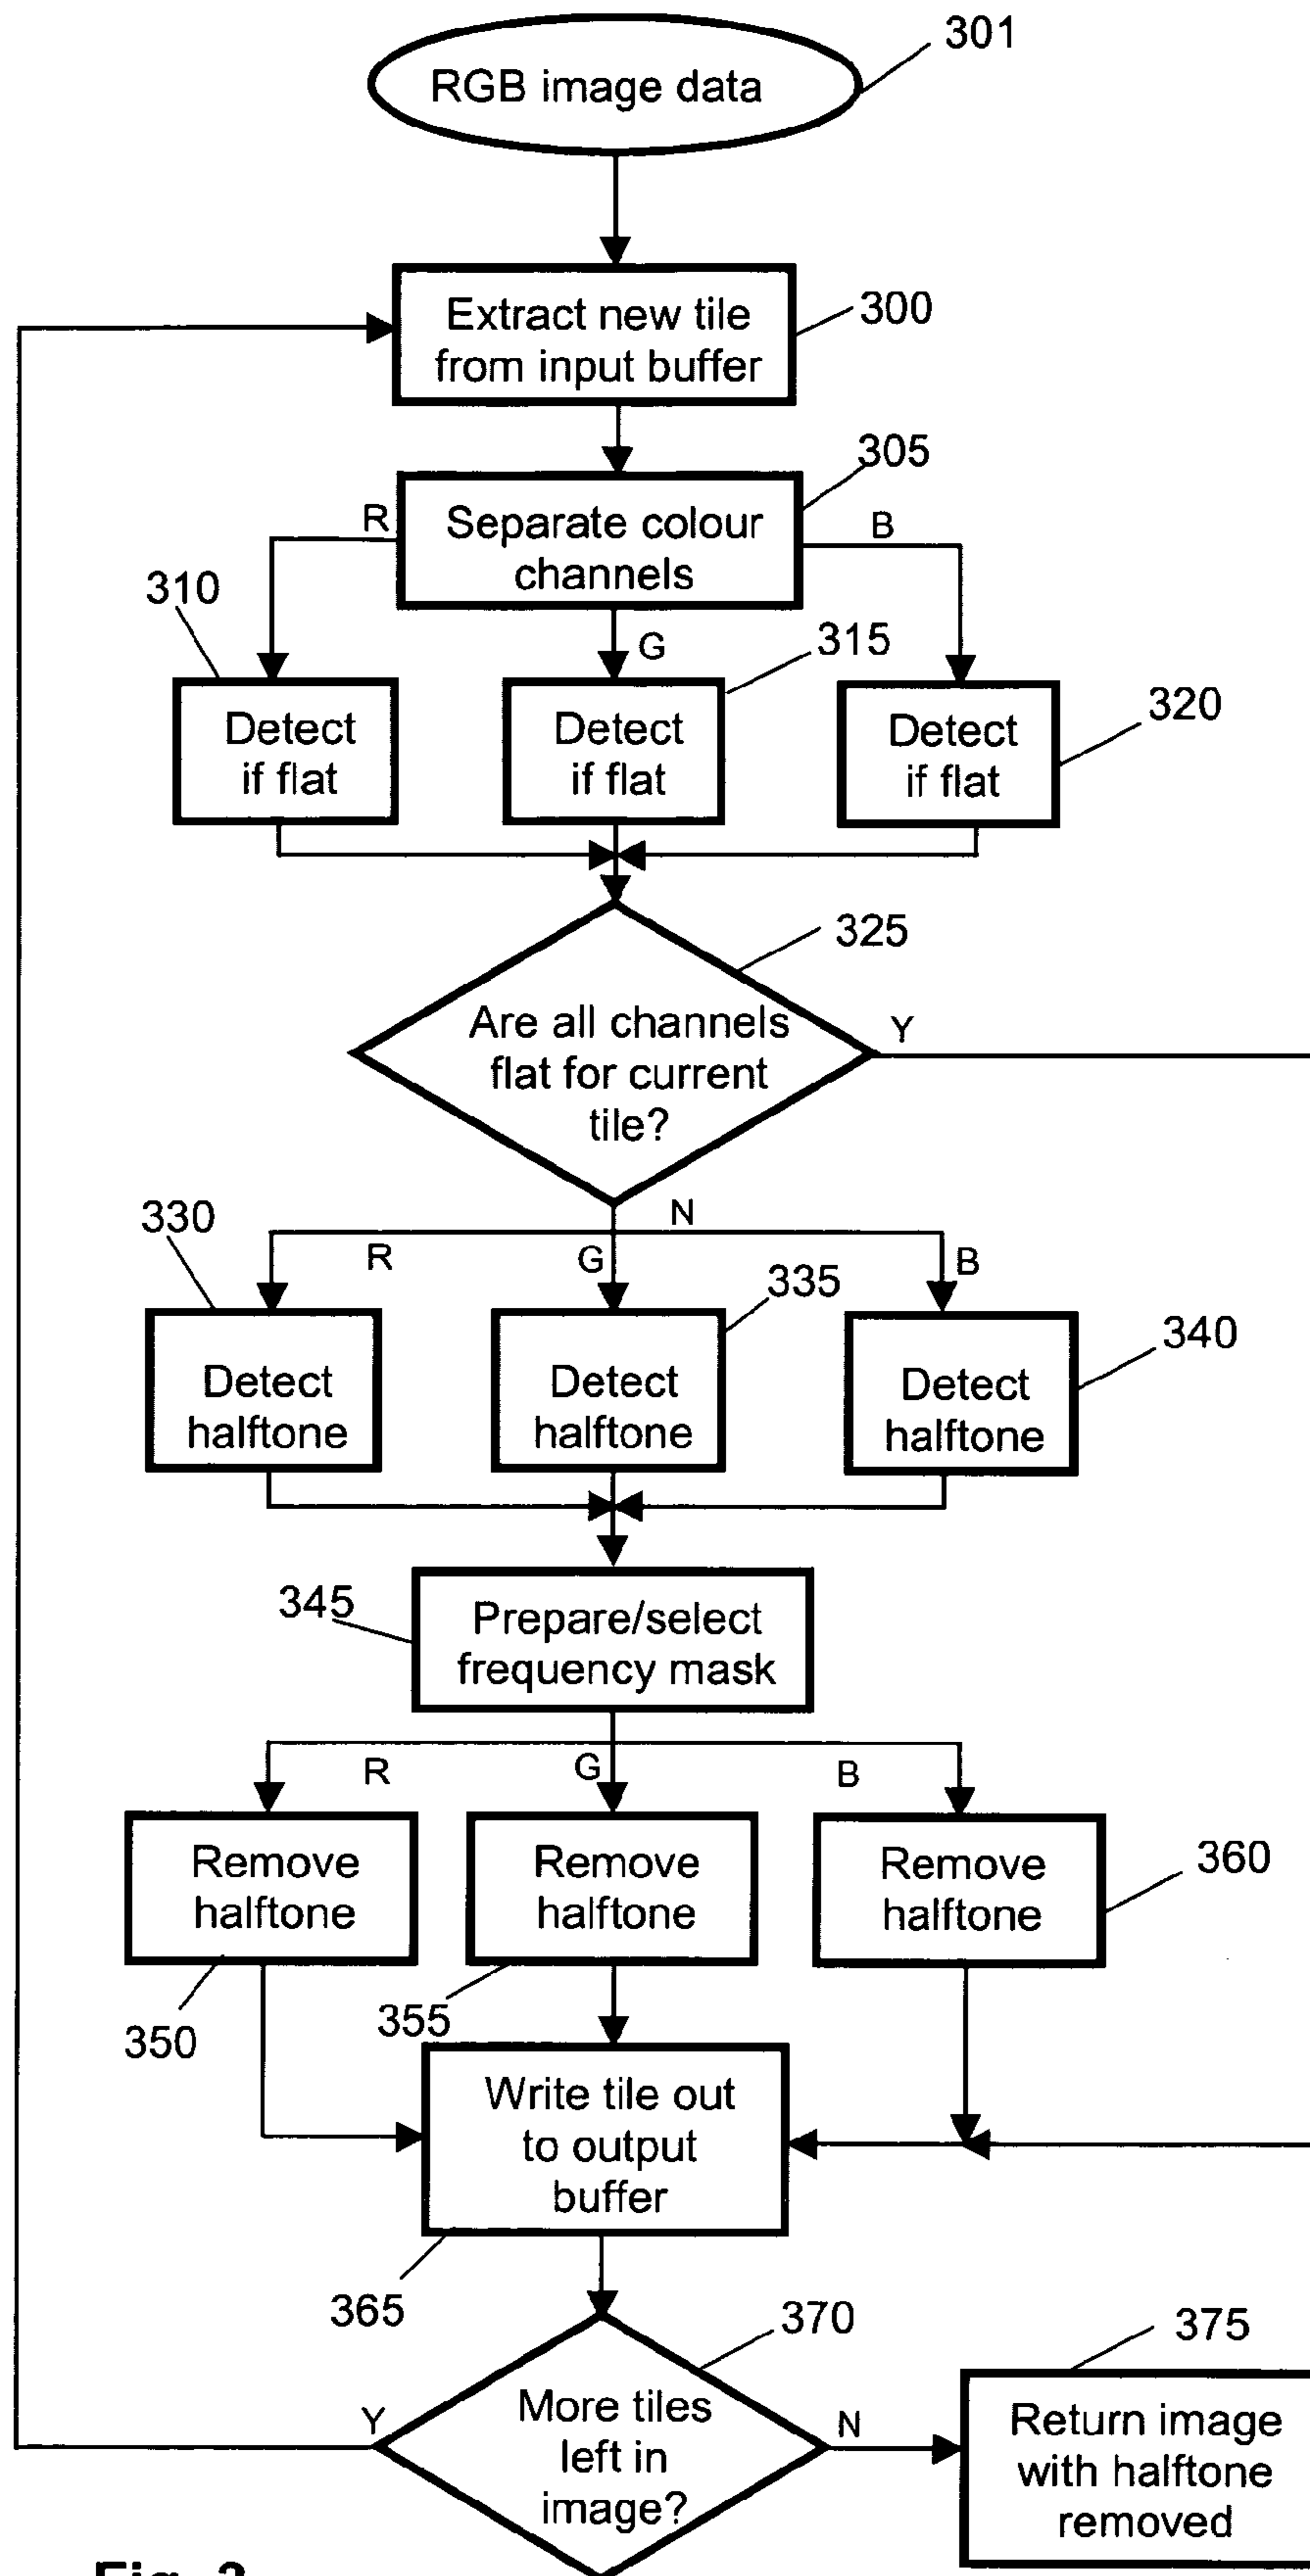 301
RGB image data
300
Extract new tile
from input buffer
305
R
Separate colour
channels
B
310
G
315
320
Detect
if flat
Detect
if flat
Detect
if flat
325
Are all channels
flat for current
tile?
Y
N
330
R
G
B
335
340
Detect
halftone
Detect
halftone
Detect
halftone
345
Prepare/select
frequency mask
R
G
B
Remove
halftone
Remove
halftone
Remove
halftone
360
350
355
Write tile out
to output
buffer
365
370
375
More tiles
left in
image?
Y
N
Return image
with halftone
removed